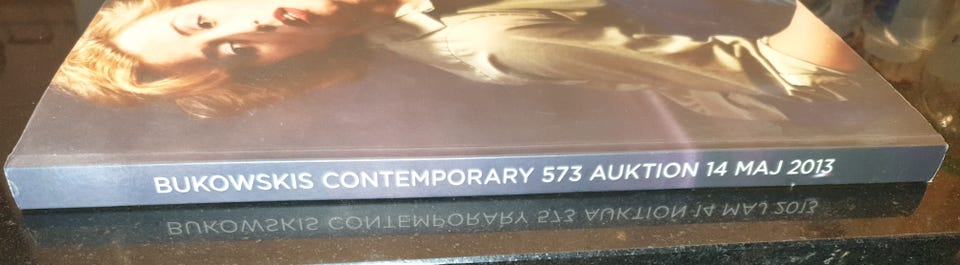 BUKOWSKIS CONTEMPORARY 573 AUKTION 14 MAJ 2013